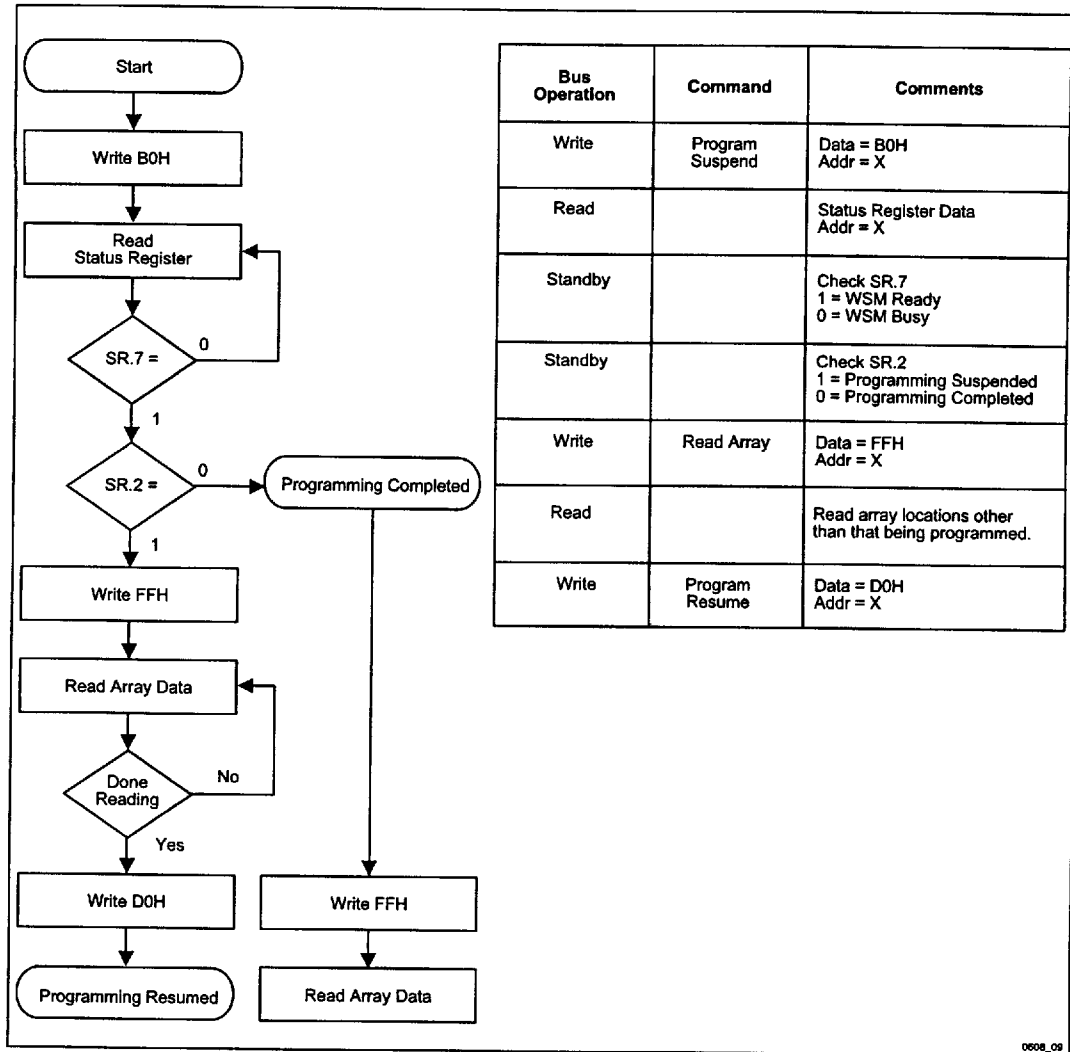 Start
Write B0H
Read
Status Register
SR.7 =
0
1
SR.2 =
0
Programming Completed
1
Write FFH
Read Array Data
Done
Reading
No
Yes
Write D0H
Write FFH
Programming Resumed
Read Array Data
Bus
Operation
Command
Comments
Write
Program
Suspend
Data = B0H
Addr = X
Read
Status Register Data
Addr = X
Standby
Check SR.7
1 = WSM Ready
0 = WSM Busy
Standby
Check SR.2
1 = Programming Suspended
0 = Programming Completed
Write
Read Array
Data = FFH
Addr = X
Read
Read array locations other
than that being programmed.
Write
Program
Resume
Data = D0H
Addr = X
0608_09